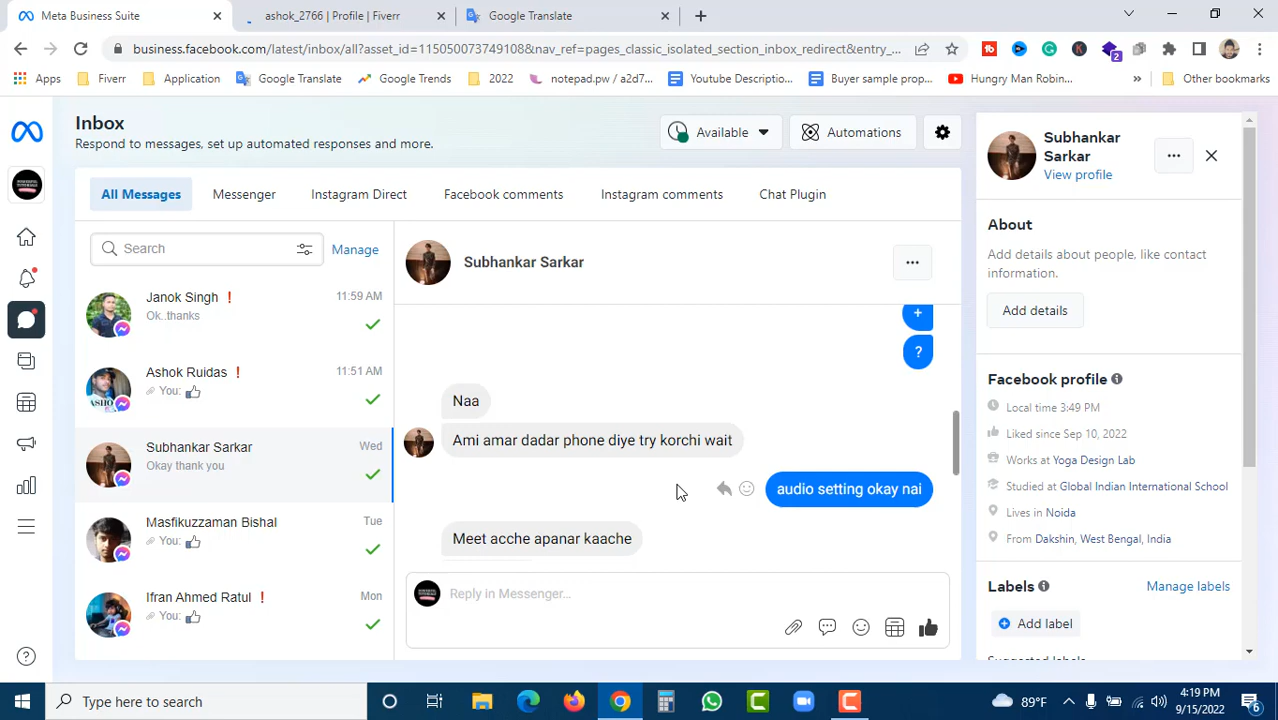 Meta Business Suite
ashok_2766 | Profile | Fiverr
Google Translate
business.facebook.com/latest/inbox/all?asset_id=115050073749108&nav_ref=pages_classic_isolated_section_inbox_redirect&entry_...
Apps
Fiverr
Application
Google Translate
Google Trends
2022
notepad.pw / a2d7...
Youtube Descriptio...
Buyer sample prop...
Hungry Man Robin...
Other bookmarks
Inbox
Respond to messages, set up automated responses and more.
Available
Automations
All Messages
Messenger
Instagram Direct
Facebook comments
Instagram comments
Chat Plugin
Search
Manage
Janok Singh ❗
11:59 AM
Ok..thanks
Ashok Ruidas ❗
11:51 AM
You: 👍
Subhankar Sarkar
Wed
Okay thank you
Masfikuzzaman Bishal
Tue
You: 👍
Ifran Ahmed Ratul ❗
Mon
You: 👍
Subhankar Sarkar
+
?
Naa
Ami amar dadar phone diye try korchi wait
audio setting okay nai
Meet acche apanar kaache
Reply in Messenger...
Subhankar
Sarkar
View profile
About
Add details about people, like contact
information.
Add details
Facebook profile
Local time 3:49 PM
Liked since Sep 10, 2022
Works at Yoga Design Lab
Studied at Global Indian International School
Lives in Noida
From Dakshin, West Bengal, India
Labels
Manage labels
Add label
Suggested labels
Type here to search
89°F
4:19 PM
9/15/2022
6